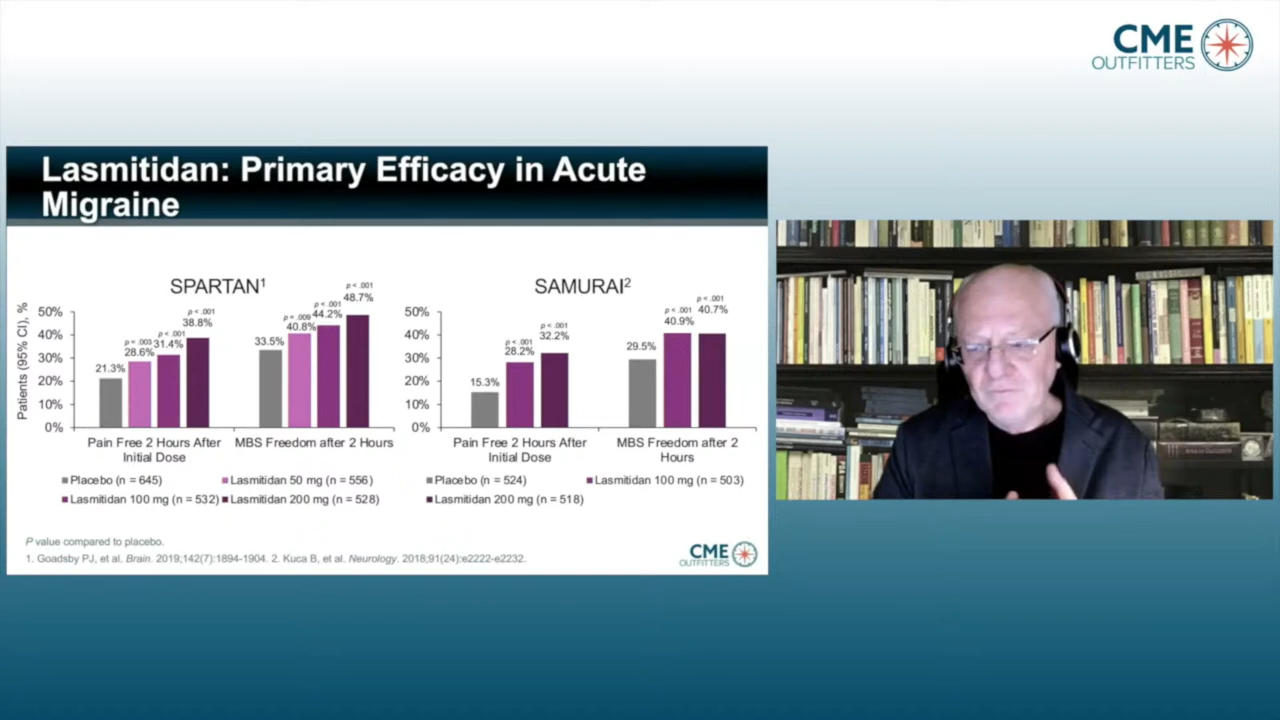 CME
OUTFITTERS
Lasmitidan: Primary Efficacy in Acute
Migraine
SPARTAN1
Patients (95% CI), %
50%
40%
30%
20%
10%
0%
21.3%
p < .003
28.6%
p < .001
31.4%
p < .001
38.8%
33.5%
p = .009
40.8%
p < .001
44.2%
p < .001
48.7%
Pain Free 2 Hours After
Initial Dose
MBS Freedom after 2 Hours
Placebo (n = 645)
Lasmitidan 50 mg (n = 556)
Lasmitidan 100 mg (n = 532)
Lasmitidan 200 mg (n = 528)
SAMURAI2
50%
40%
30%
20%
10%
0%
15.3%
p < .001
28.2%
p < .001
32.2%
29.5%
p < .001
40.9%
p < .001
40.7%
Pain Free 2 Hours After
Initial Dose
MBS Freedom after 2
Hours
Placebo (n = 524)
Lasmitidan 100 mg (n = 503)
Lasmitidan 200 mg (n = 518)
P value compared to placebo.
1. Goadsby PJ, et al. Brain. 2019;142(7):1894-1904. 2. Kuca B, et al. Neurology. 2018;91(24):e2222-e2232.
CME
OUTFITTERS